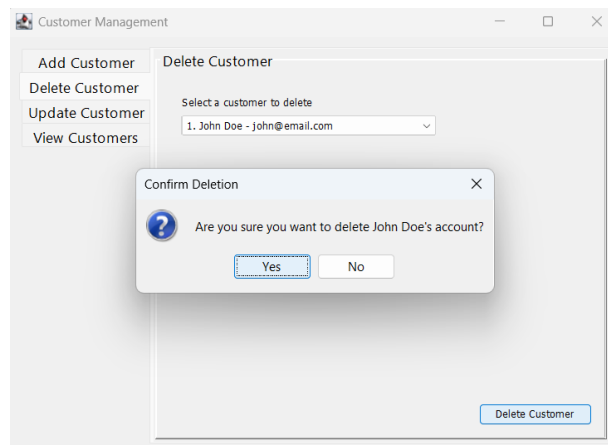 Customer Management
Add Customer
Delete Customer
Update Customer
View Customers
Delete Customer
Select a customer to delete
1. John Doe - john@email.com
Confirm Deletion
Are you sure you want to delete John Doe's account?
Yes
No
Delete Customer